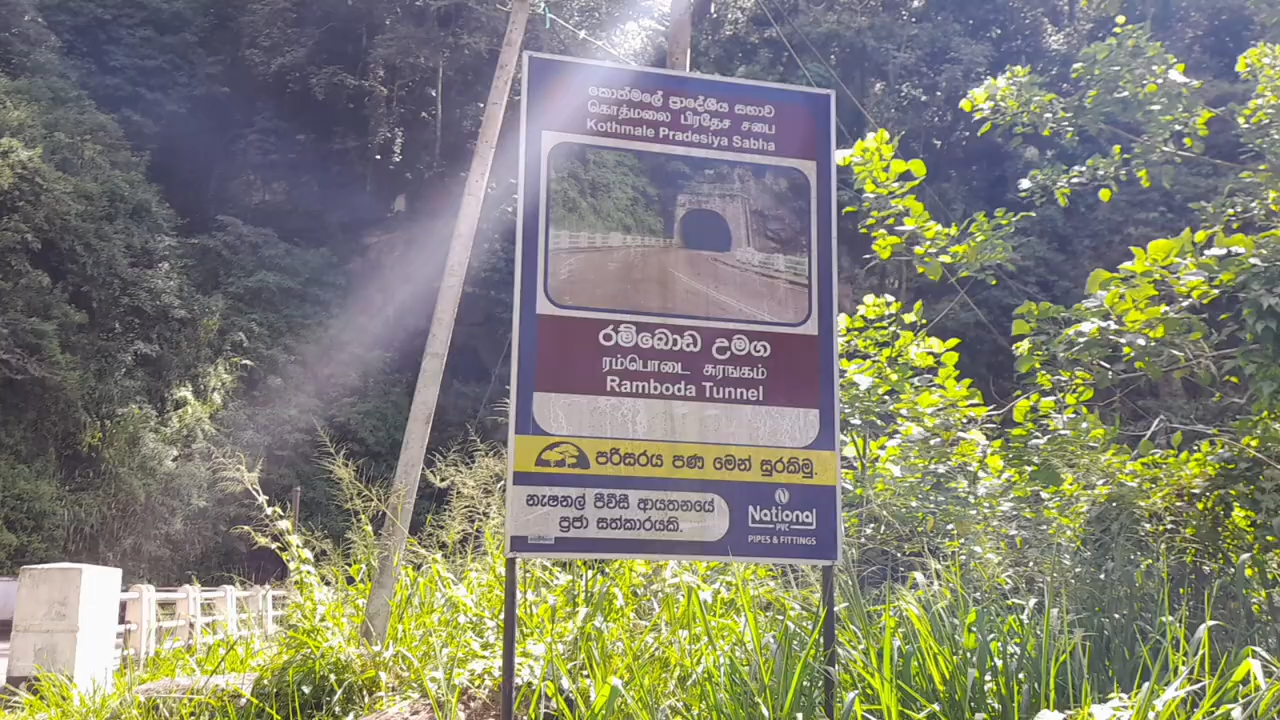 කොත්මලේ ප්‍රාදේශීය සභාව
கொத்மலை பிரதேச சபை
Kothmale Pradesiya Sabha
රම්බොඩ උමග
ரம்பொடை சுரங்கம்
Ramboda Tunnel
පරිසරය පණ මෙන් සුරකිමු.
නැෂනල් පීවීසී ආයතනයේ
ප්‍රජා සත්කාරයකි.
National
PVC
PIPES & FITTINGS